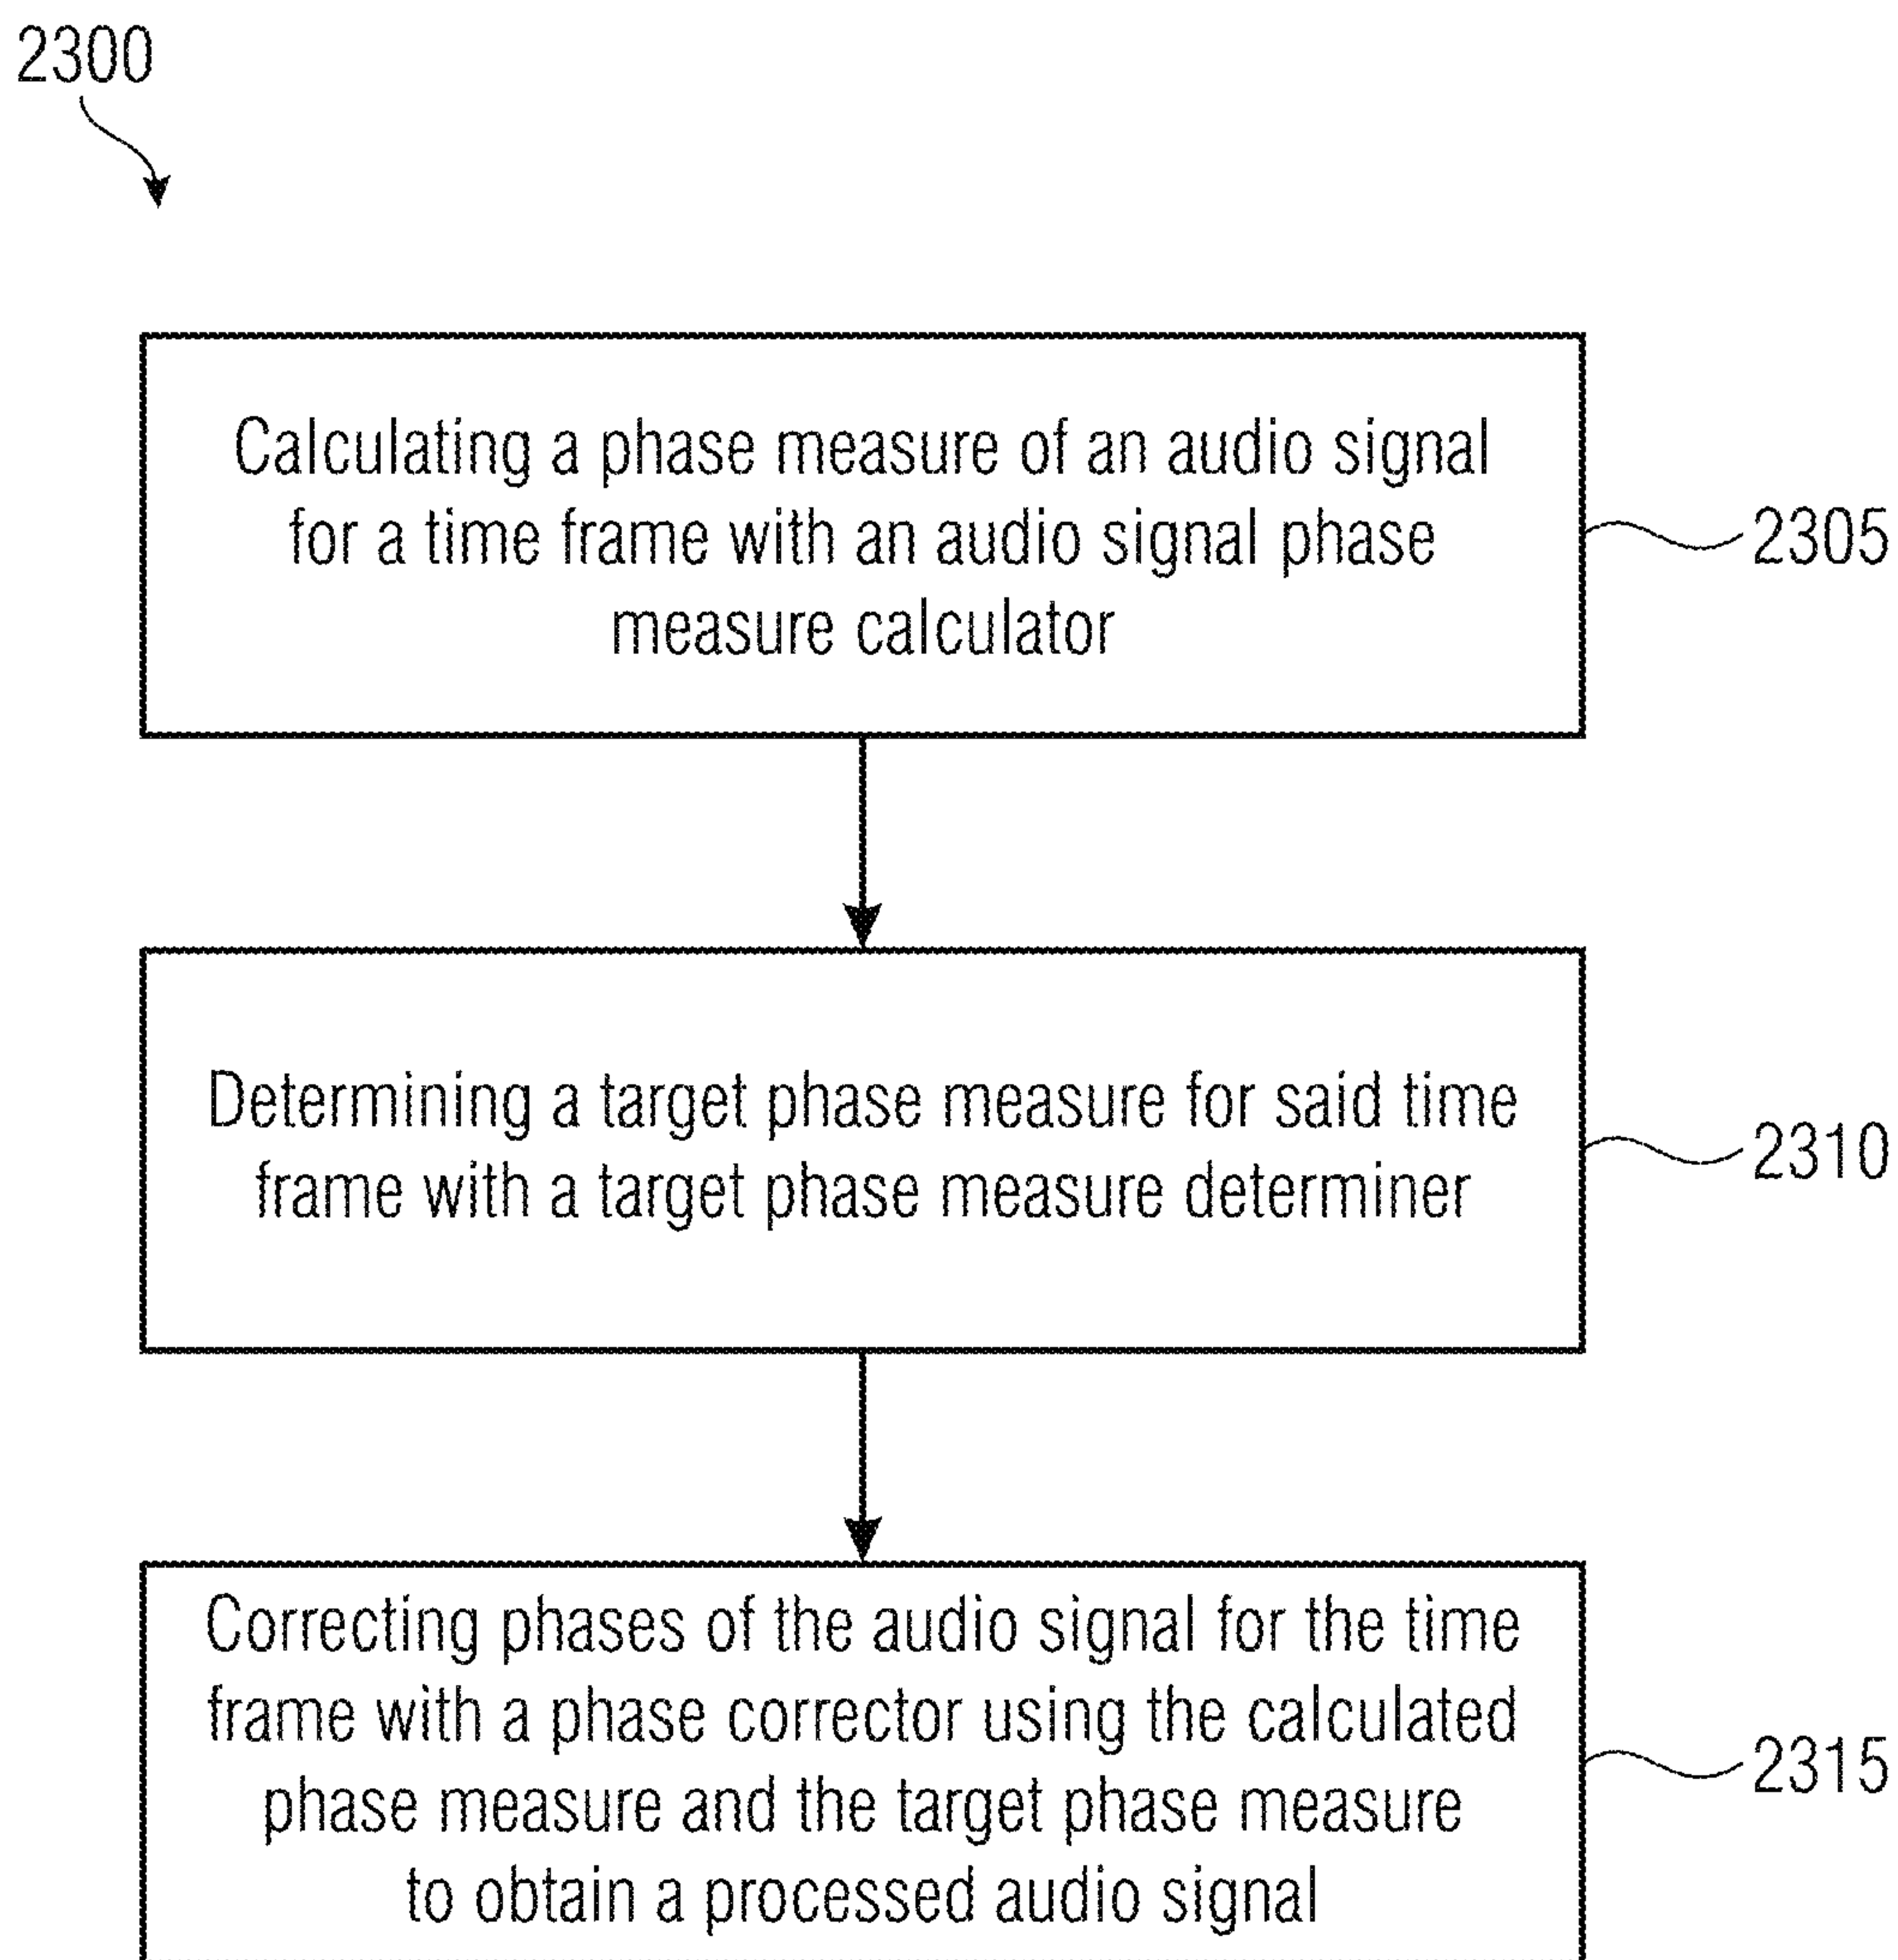 2300
Calculating a phase measure of an audio signal
for a time frame with an audio signal phase
measure calculator
2305
Determining a target phase measure for said time
frame with a target phase measure determiner
2310
Correcting phases of the audio signal for the time
frame with a phase corrector using the calculated
phase measure and the target phase measure
to obtain a processed audio signal
2315